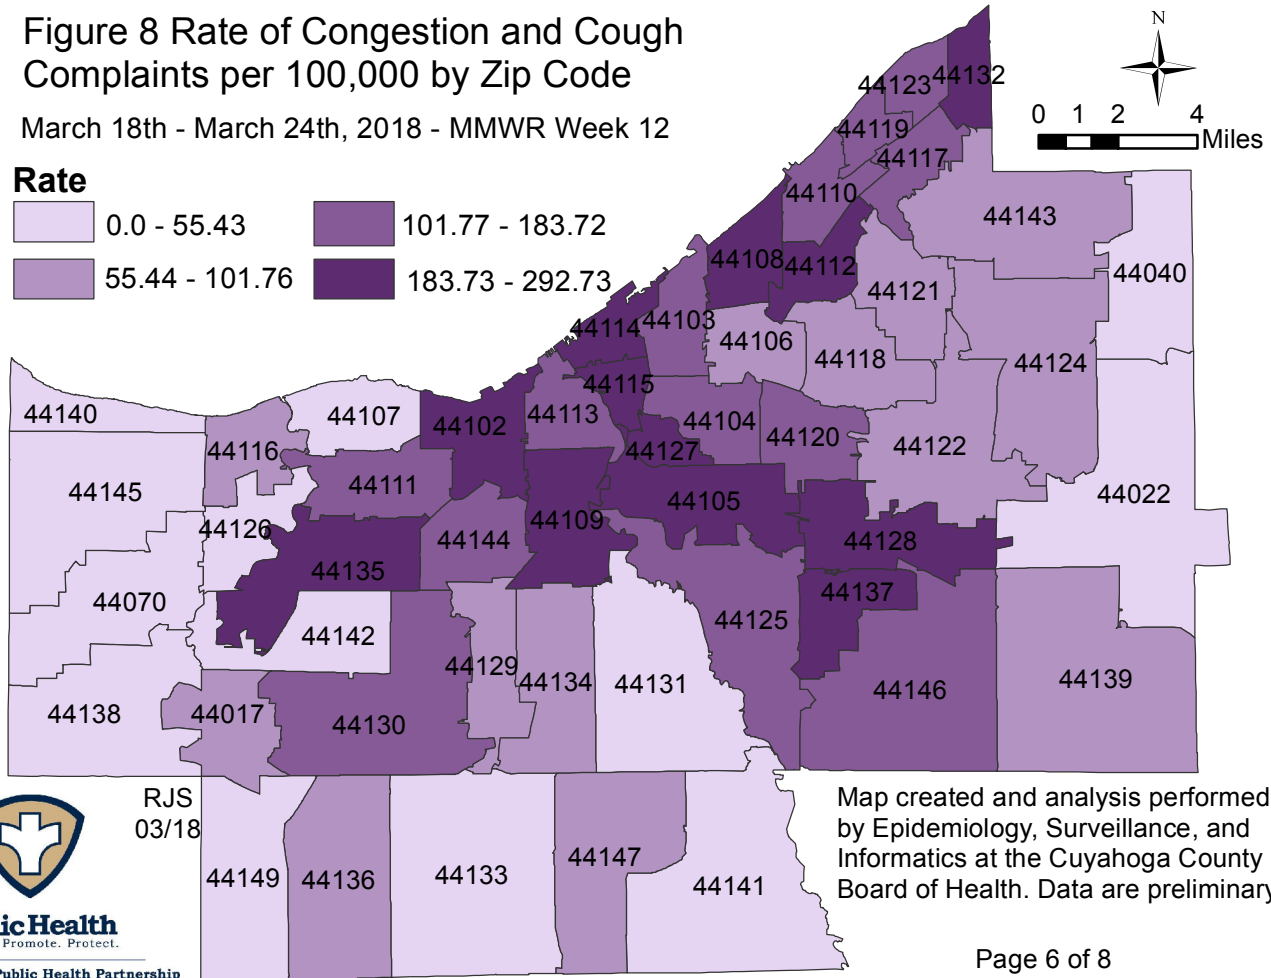 Figure 8 Rate of Congestion and Cough
Complaints per 100,000 by Zip Code
March 18th - March 24th, 2018 - MMWR Week 12
Rate
0.0 - 55.43
55.44 - 101.76
101.77 - 183.72
183.73 - 292.73
N
0 1 2 4
Miles
44123
44132
44119
44117
44110
44143
44108
44112
44040
44121
44114
44103
44106
44118
44124
44115
44140
44107
44102
44113
44104
44120
44122
44116
44127
44145
44111
44105
44022
44126
44109
44144
44128
44135
44070
44137
44125
44142
44129
44134
44131
44146
44139
44138
44017
44130
44149
44136
44133
44147
44141
RJS
03/18
ic Health
Promote. Protect.
Public Health Partnership
Map created and analysis performed
by Epidemiology, Surveillance, and
Informatics at the Cuyahoga County
Board of Health. Data are preliminary
Page 6 of 8